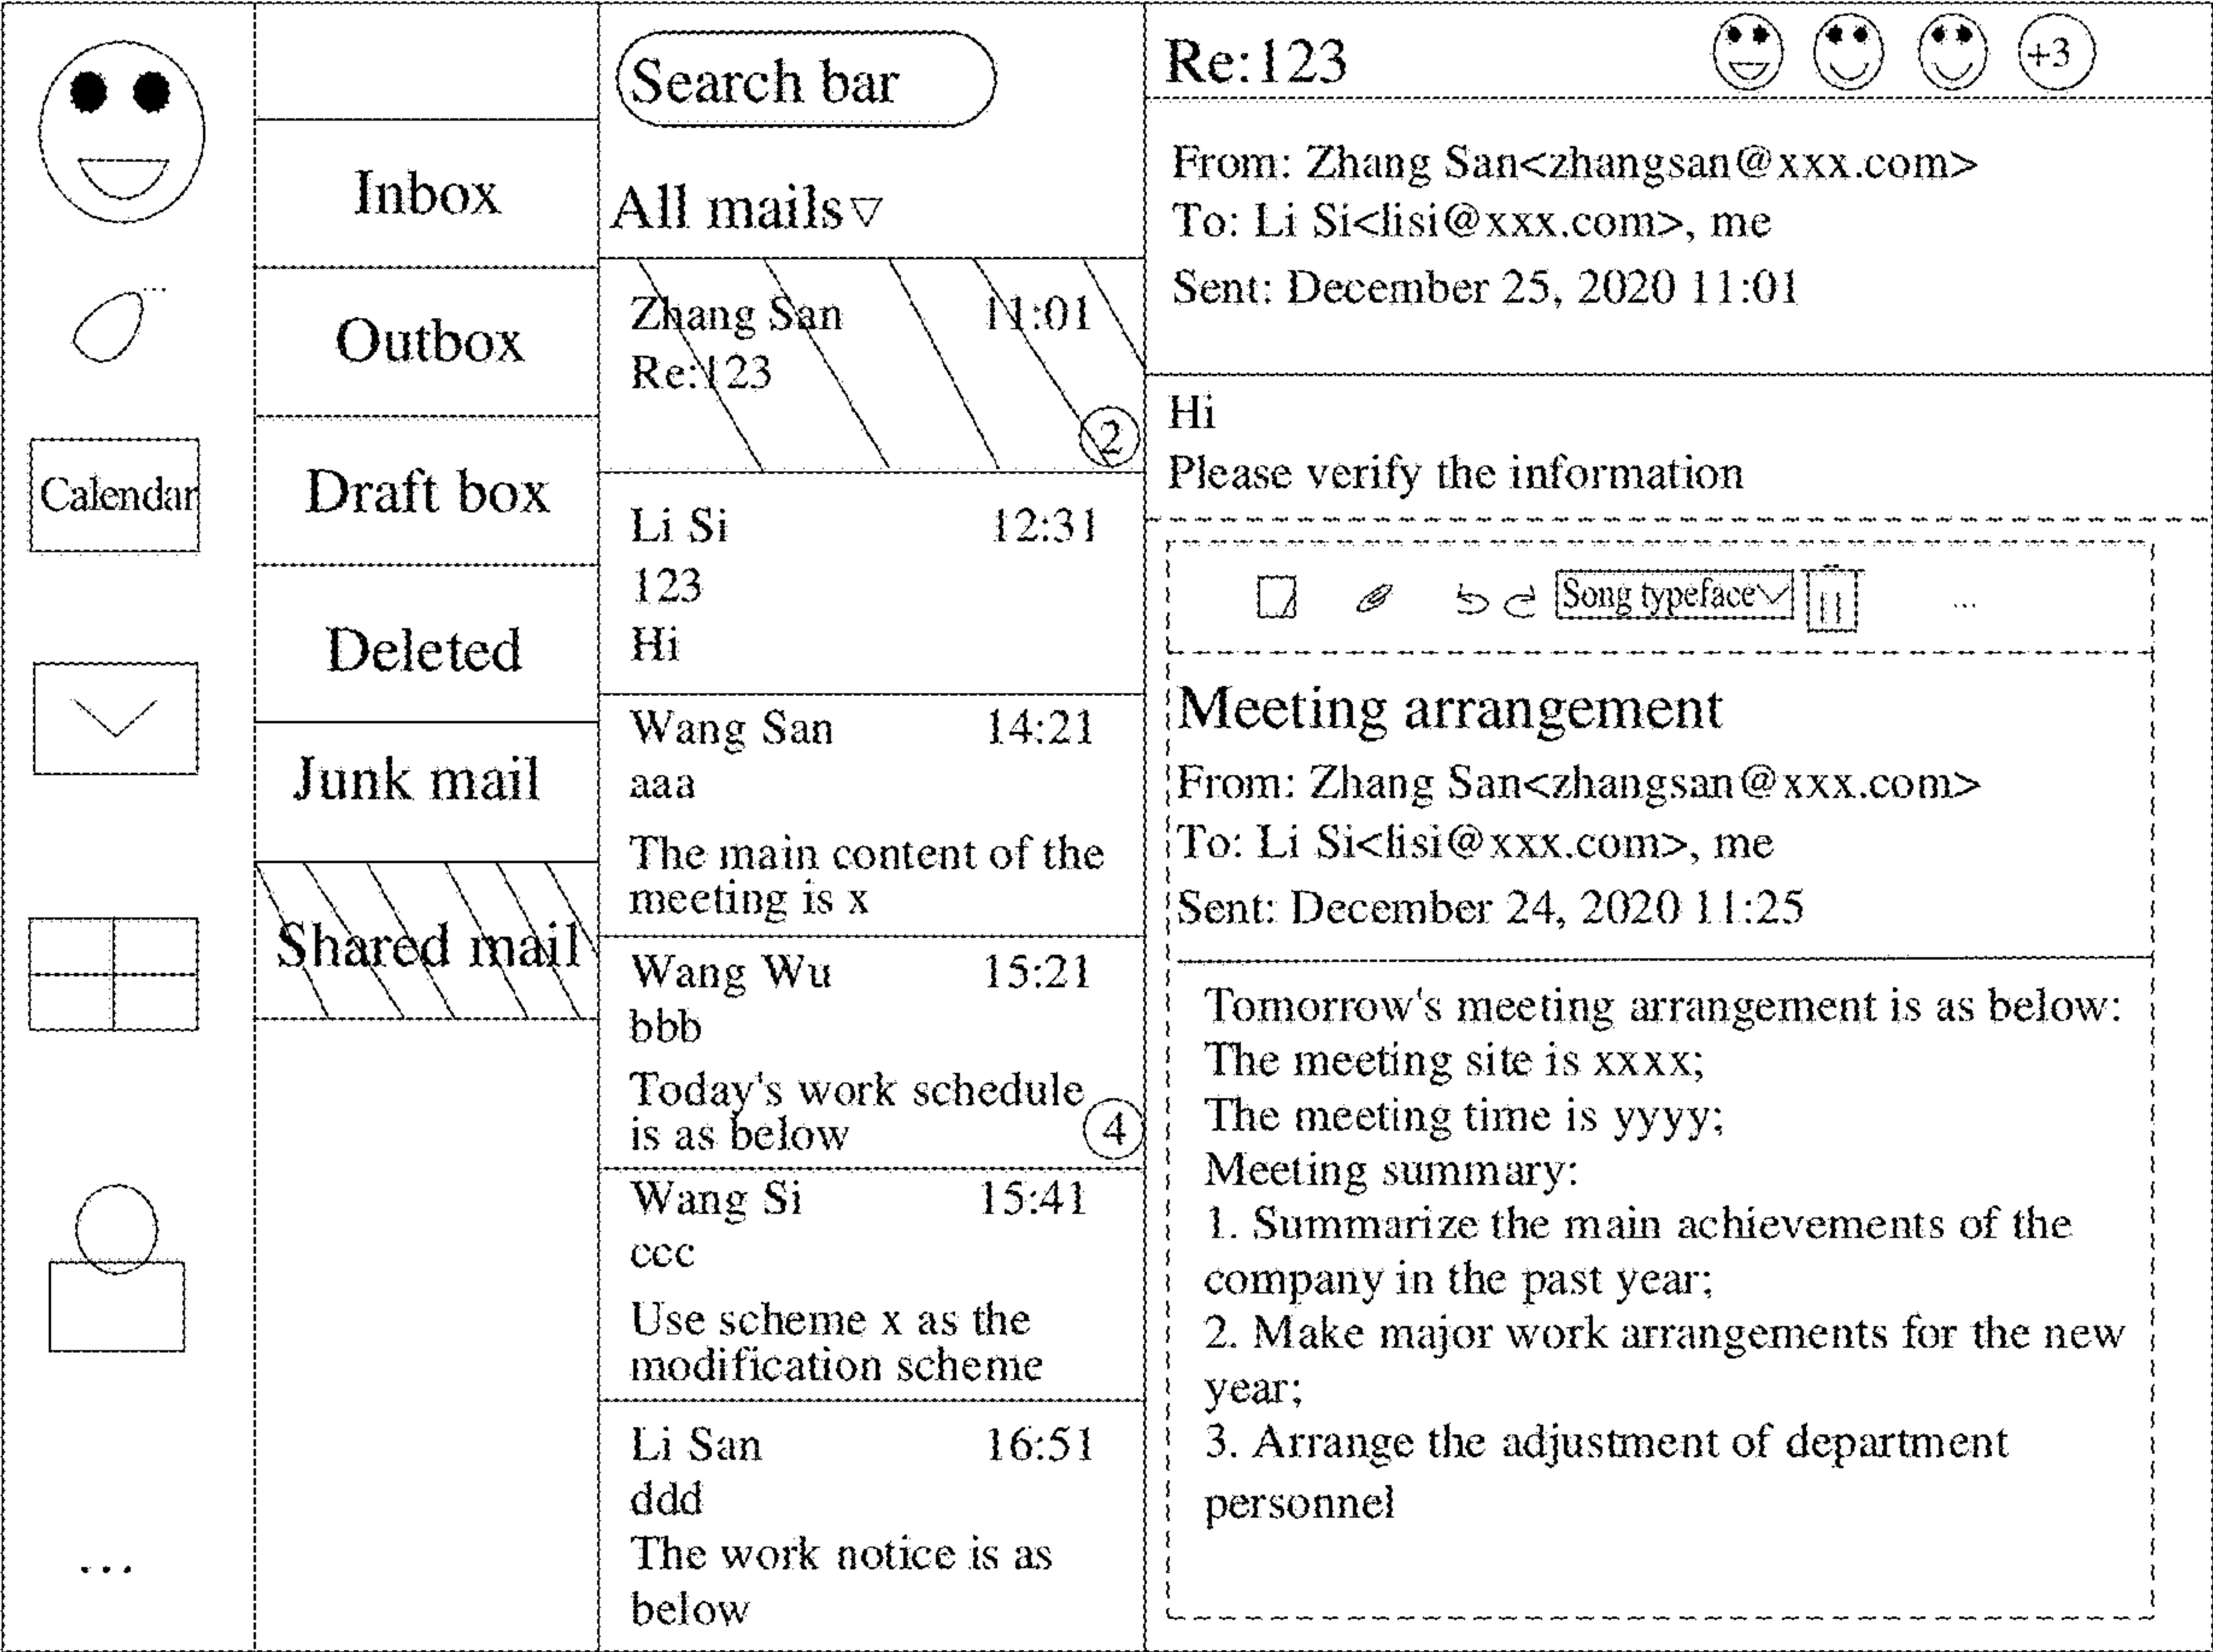 Calendar
...
Inbox
Outbox
Draft box
Deleted
Junk mail
Shared mail
Search bar
All mails
Zhang San 11:01
Re:123
2
Li Si 12:31
123
Hi
Wang San 14:21
aaa
The main content of the
meeting is x
Wang Wu 15:21
bbb
Today's work schedule
is as below
4
Wang Si 15:41
ccc
Use scheme x as the
modification scheme
Li San 16:51
ddd
The work notice is as
below
Re:123 +3
From: Zhang San<zhangsan@xxx.com>
To: Li Si<lisi@xxx.com>, me
Sent: December 25, 2020 11:01
Hi
Please verify the information
Song typeface ...
Meeting arrangement
From: Zhang San<zhangsan@xxx.com>
To: Li Si<lisi@xxx.com>, me
Sent: December 24, 2020 11:25
Tomorrow's meeting arrangement is as below:
The meeting site is xxxx;
The meeting time is yyyy;
Meeting summary:
1. Summarize the main achievements of the
company in the past year;
2. Make major work arrangements for the new
year;
3. Arrange the adjustment of department
personnel